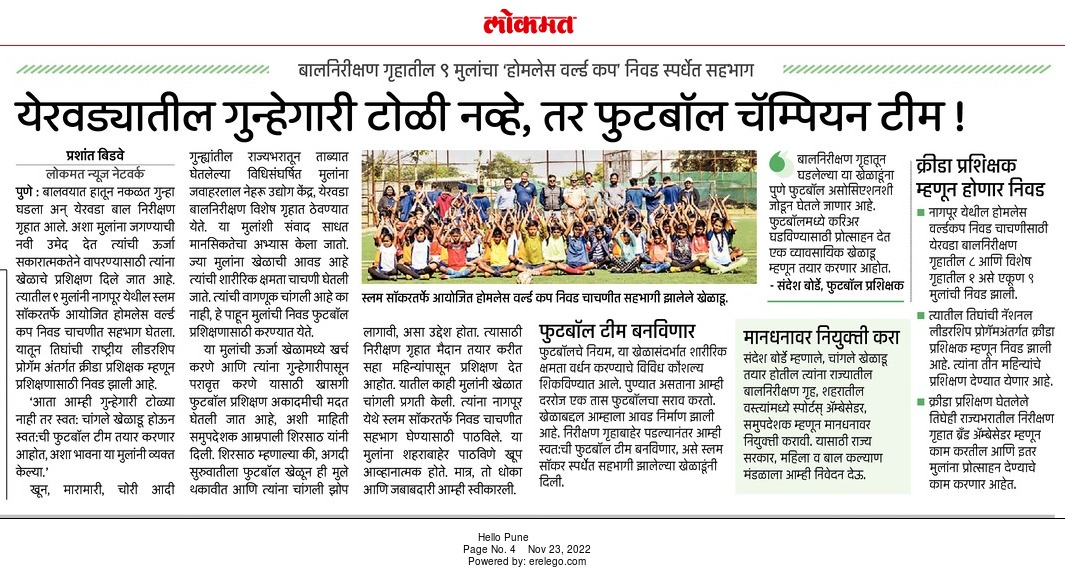 लोकमत
बालनिरीक्षण गृहातील ९ मुलांचा 'होमलेस वर्ल्ड कप' निवड स्पर्धेत सहभाग
येरवड्यातील गुन्हेगारी टोळी नव्हे, तर फुटबॉल चॅम्पियन टीम !
प्रशांत बिडवे
लोकमत न्यूज नेटवर्क
पुणे : बालवयात हातून नकळत गुन्हा
घडला अन् येरवडा बाल निरीक्षण
गृहात आले. अशा मुलांना जगण्याची
नवी उमेद देत त्यांची ऊर्जा
सकारात्मकतेने वापरण्यासाठी त्यांना
खेळाचे प्रशिक्षण दिले जात आहे.
त्यातील ९ मुलांनी नागपूर येथील स्लम
सॉकरतर्फे आयोजित होमलेस वर्ल्ड
कप निवड चाचणीत सहभाग घेतला.
यातून तिघांची राष्ट्रीय लीडरशिप
प्रोगॅम अंतर्गत क्रीडा प्रशिक्षक म्हणून
प्रशिक्षणासाठी निवड झाली आहे.
'आता आम्ही गुन्हेगारी टोळ्या
नाही तर स्वत: चांगले खेळाडू होऊन
स्वत:ची फुटबॉल टीम तयार करणार
आहोत, अशा भावना या मुलांनी व्यक्त
केल्या.'
खून, मारामारी, चोरी आदी
गुन्ह्यांतील राज्यभरातून ताब्यात
घेतलेल्या विधिसंघर्षित मुलांना
जवाहरलाल नेहरू उद्योग केंद्र, येरवडा
बालनिरीक्षण विशेष गृहात ठेवण्यात
येते. या मुलांशी संवाद साधत
मानसिकतेचा अभ्यास केला जातो.
ज्या मुलांना खेळाची आवड आहे
त्यांची शारीरिक क्षमता चाचणी घेतली
जाते. त्यांची वागणूक चांगली आहे का
नाही, हे पाहून मुलांची निवड फुटबॉल
प्रशिक्षणासाठी करण्यात येते.
या मुलांची ऊर्जा खेळामध्ये खर्च
करणे आणि त्यांना गुन्हेगारीपासून
परावृत्त करणे यासाठी खासगी
फुटबॉल प्रशिक्षण अकादमीची मदत
घेतली जात आहे, अशी माहिती
समुपदेशक आम्रपाली शिरसाठ यांनी
दिली. शिरसाठ म्हणाल्या की, अगदी
सुरुवातीला फुटबॉल खेळून ही मुले
थकावीत आणि त्यांना चांगली झोप
स्लम सॉकरतर्फे आयोजित होमलेस वर्ल्ड कप निवड चाचणीत सहभागी झालेले खेळाडू.
लागावी, असा उद्देश होता. त्यासाठी
निरीक्षण गृहात मैदान तयार करीत
सहा महिन्यांपासून प्रशिक्षण देत
आहोत. यातील काही मुलांनी खेळात
चांगली प्रगती केली. त्यांना नागपूर
येथे स्लम सॉकरतर्फे निवड चाचणीत
सहभाग घेण्यासाठी पाठविले. या
मुलांना शहराबाहेर पाठविणे खूप
आव्हानात्मक होते. मात्र, तो धोका
आणि जबाबदारी आम्ही स्वीकारली.
फुटबॉल टीम बनविणार
फुटबॉलचे नियम, या खेळासंदर्भात शारीरिक
क्षमता वर्धन करण्याचे विविध कौशल्य
शिकविण्यात आले. पुण्यात असताना आम्ही
दररोज एक तास फुटबॉलचा सराव करतो.
खेळाबद्दल आम्हाला आवड निर्माण झाली
आहे. निरीक्षण गृहाबाहेर पडल्यानंतर आम्ही
स्वत:ची फुटबॉल टीम बनविणार, असे स्लम
सॉकर स्पर्धेत सहभागी झालेल्या खेळाडूंनी
दिली.
बालनिरीक्षण गृहातून
घडलेल्या या खेळाडूंना
पुणे फुटबॉल असोसिएशनशी
जोडून घेतले जाणार आहे.
फुटबॉलमध्ये करिअर
घडविण्यासाठी प्रोत्साहन देत
एक व्यावसायिक खेळाडू
म्हणून तयार करणार आहोत.
- संदेश बोर्डे, फुटबॉल प्रशिक्षक
मानधनावर नियुक्ती करा
संदेश बोर्डे म्हणाले, चांगले खेळाडू
तयार होतील त्यांना राज्यातील
बालनिरीक्षण गृह, शहरातील
वस्त्यांमध्ये स्पोर्टस् ॲम्बेसेडर,
समुपदेशक म्हणून मानधनावर
नियुक्ती करावी. यासाठी राज्य
सरकार, महिला व बाल कल्याण
मंडळाला आम्ही निवेदन देऊ.
क्रीडा प्रशिक्षक
म्हणून होणार निवड
नागपूर येथील होमलेस
वर्ल्डकप निवड चाचणीसाठी
येरवडा बालनिरीक्षण
गृहातील ८ आणि विशेष
गृहातील १ असे एकूण ९
मुलांची निवड झाली.
त्यातील तिघांची नॅशनल
लीडरशिप प्रोगॅमअंतर्गत क्रीडा
प्रशिक्षक म्हणून निवड झाली
आहे. त्यांना तीन महिन्यांचे
प्रशिक्षण देण्यात येणार आहे.
क्रीडा प्रशिक्षण घेतलेले
तिघेही राज्यभरातील निरीक्षण
गृहात ब्रँड ॲम्बेसेडर म्हणून
काम करतील आणि इतर
मुलांना प्रोत्साहन देण्याचे
काम करणार आहेत.
Hello Pune
Page No. 4 Nov 23, 2022
Powered by: erelego.com